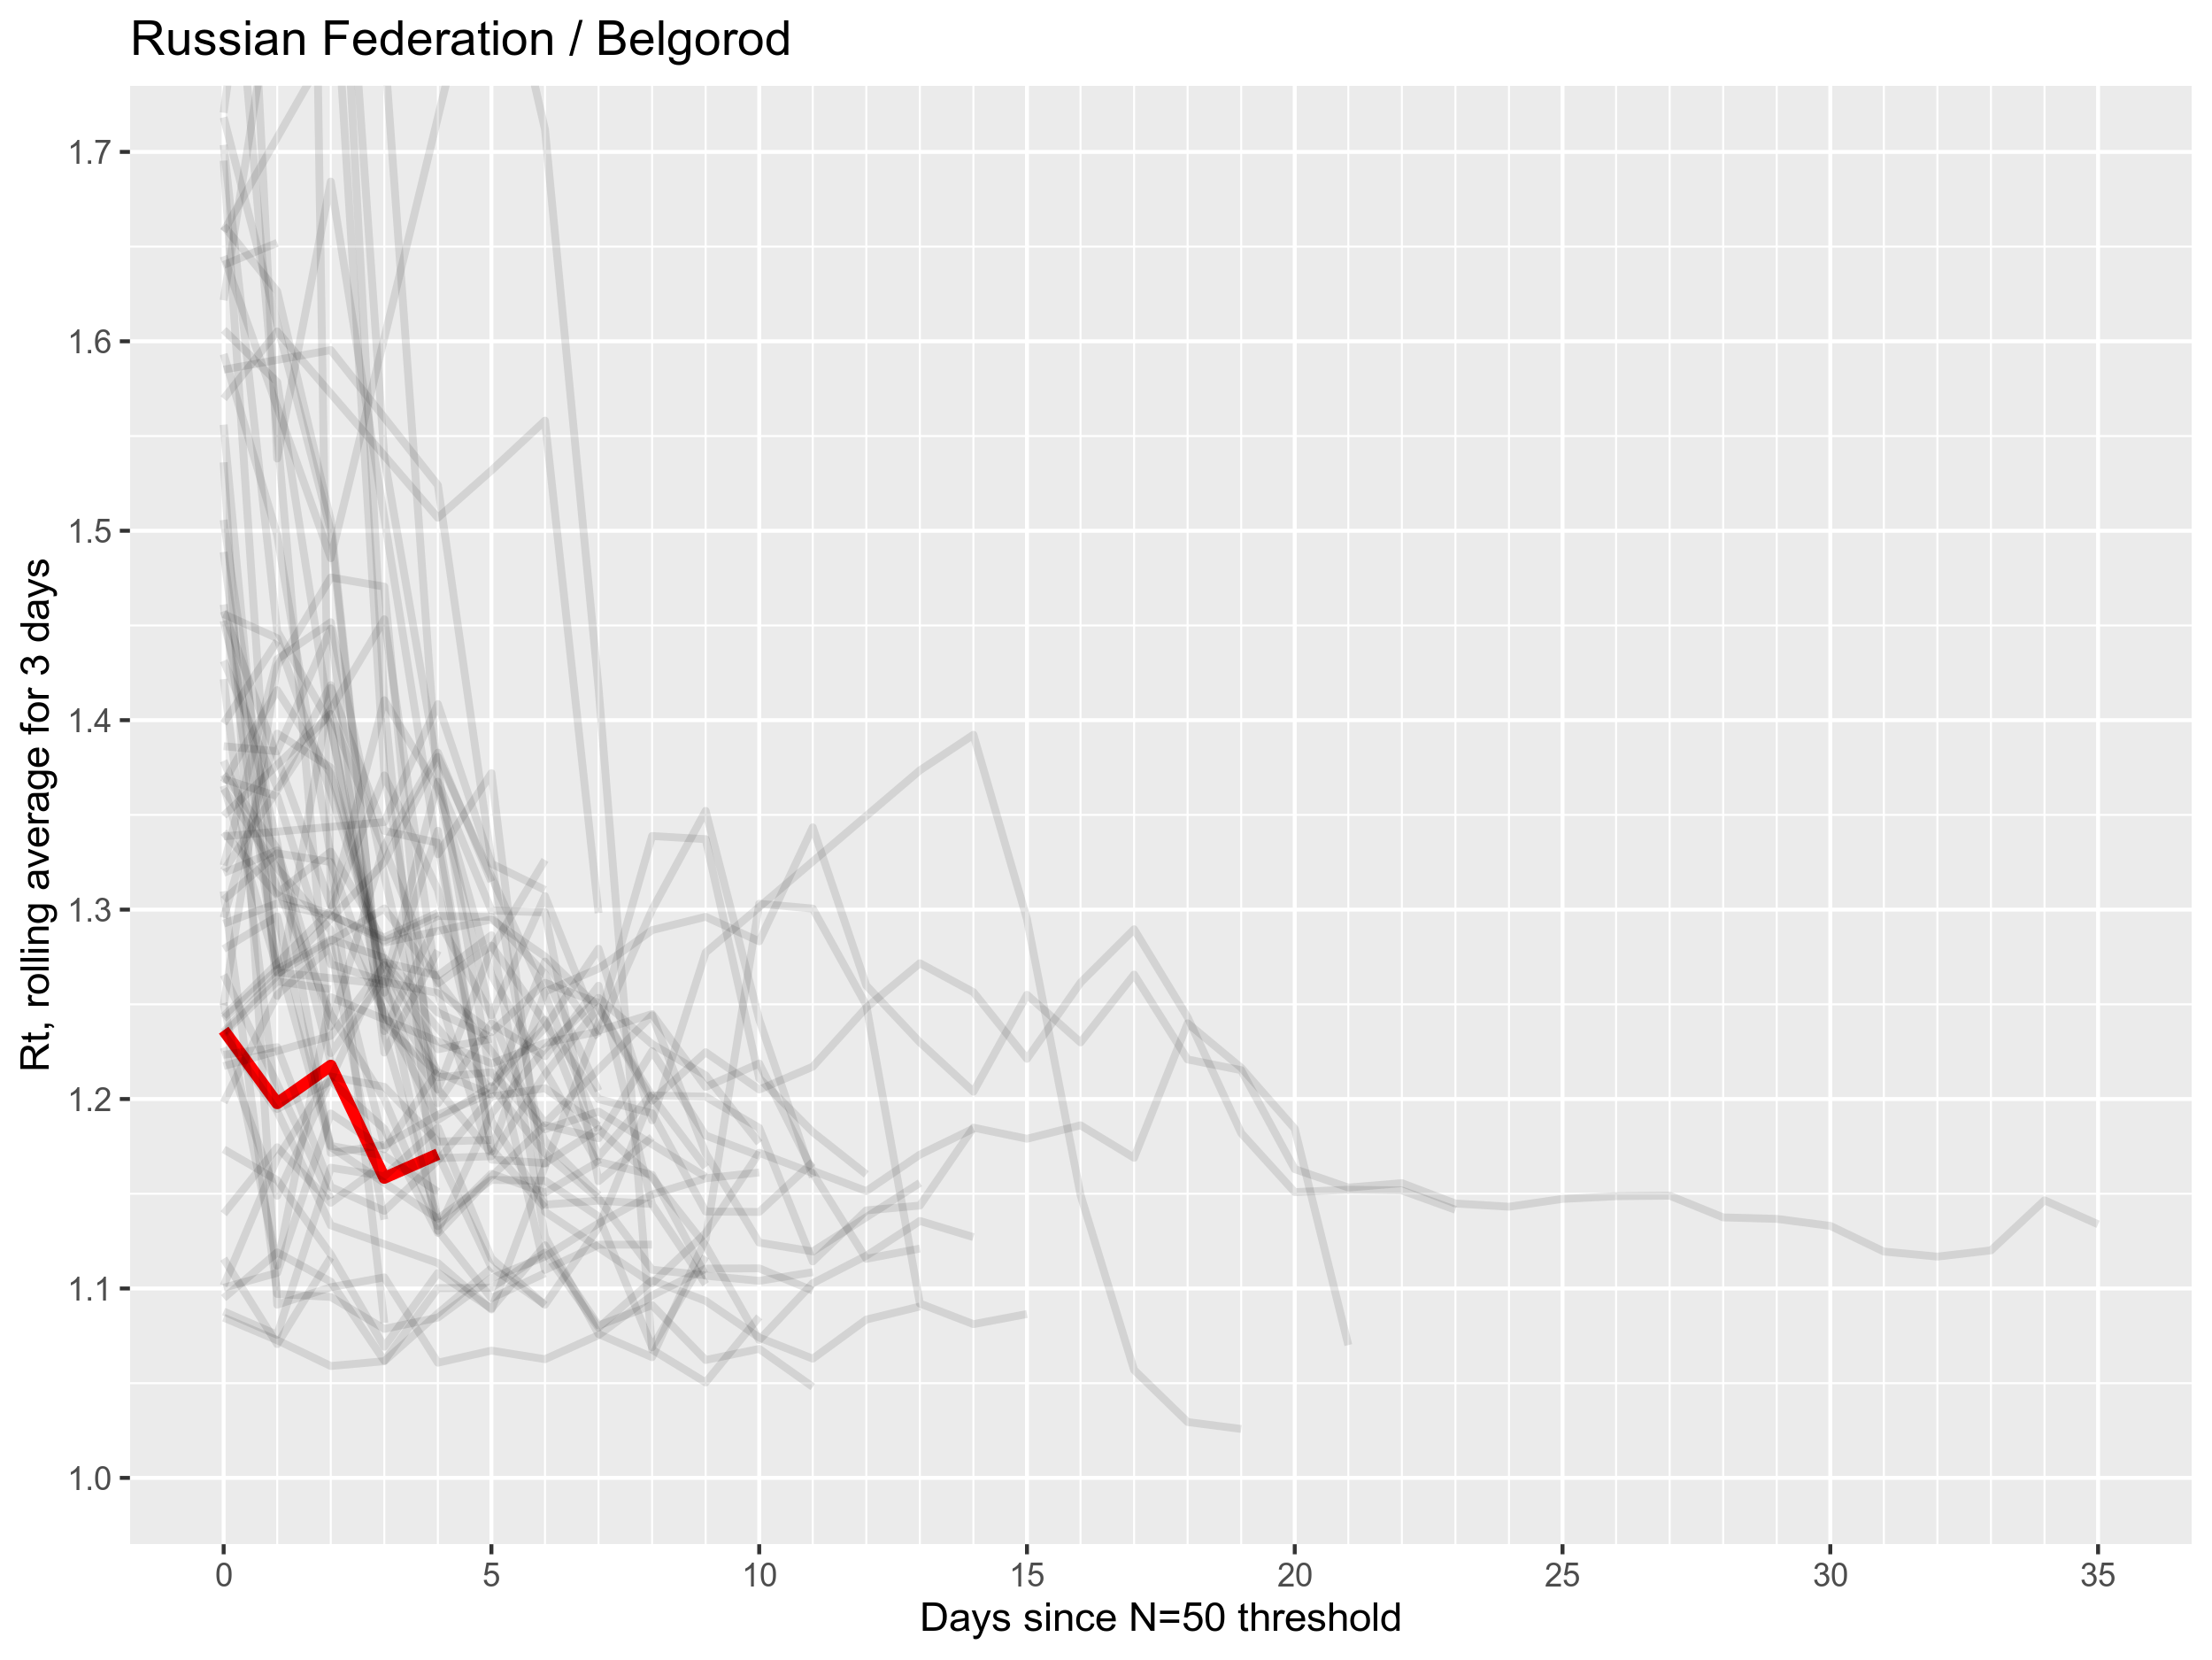 Russian Federation / Belgorod
Rt, rolling average for 3 days
1.7
1.6
1.5
1.4
1.3
1.2
1.1
1.0
0 5 10 15 20 25 30 35
Days since N=50 threshold